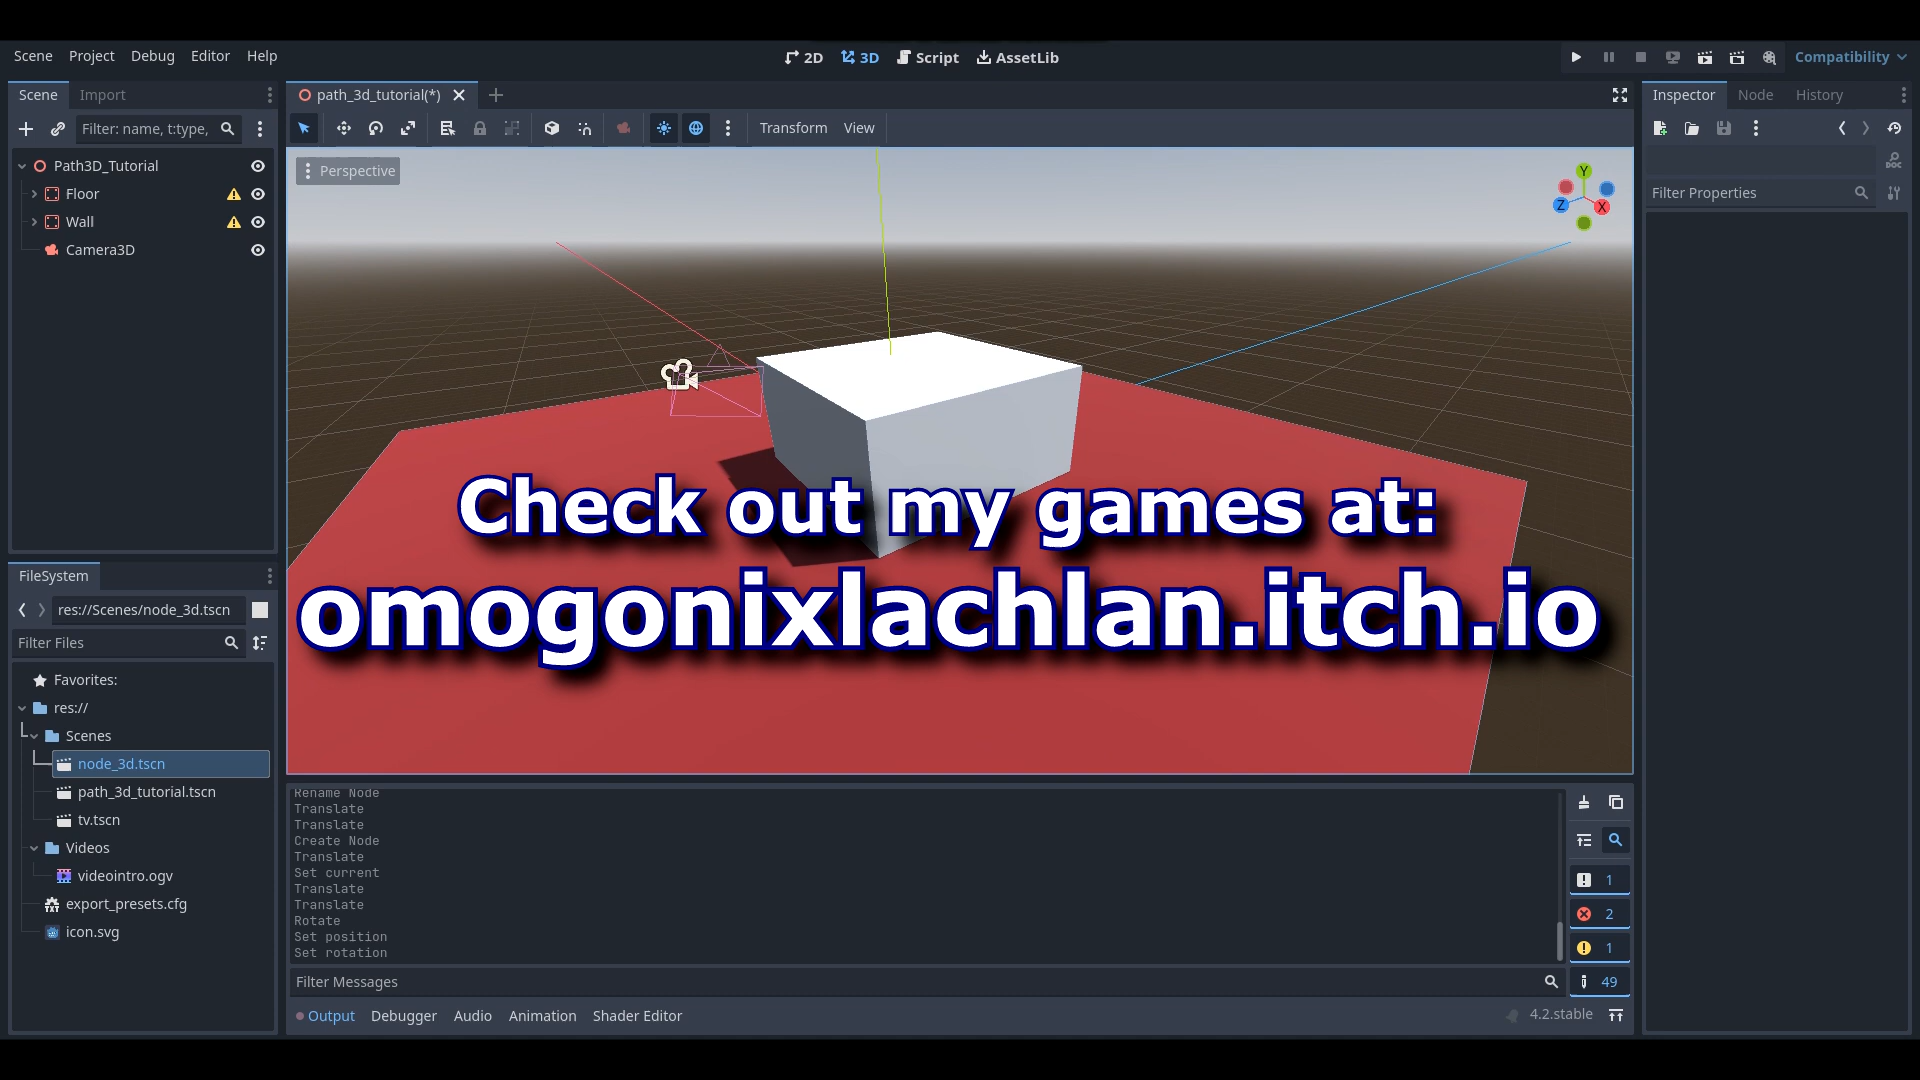 Scene Project Debug Editor Help
2D 3D Script AssetLib
Compatibility
Scene Import
path_3d_tutorial(*)
Inspector Node History
Filter: name, t:type,
Transform View
Path3D_Tutorial
Floor
Wall
Camera3D
Perspective
Y
Z
X
DOC
Filter Properties
Check out my games at:
omogonixlachlan.itch.io
FileSystem
res://Scenes/node_3d.tscn
Filter Files
Favorites:
res://
Scenes
node_3d.tscn
path_3d_tutorial.tscn
tv.tscn
Videos
videointro.ogv
export_presets.cfg
icon.svg
Rename Node
Translate
Translate
Create Node
Translate
Set current
Translate
Translate
Rotate
Set position
Set rotation
1
2
1
49
Filter Messages
Output Debugger Audio Animation Shader Editor
4.2.stable